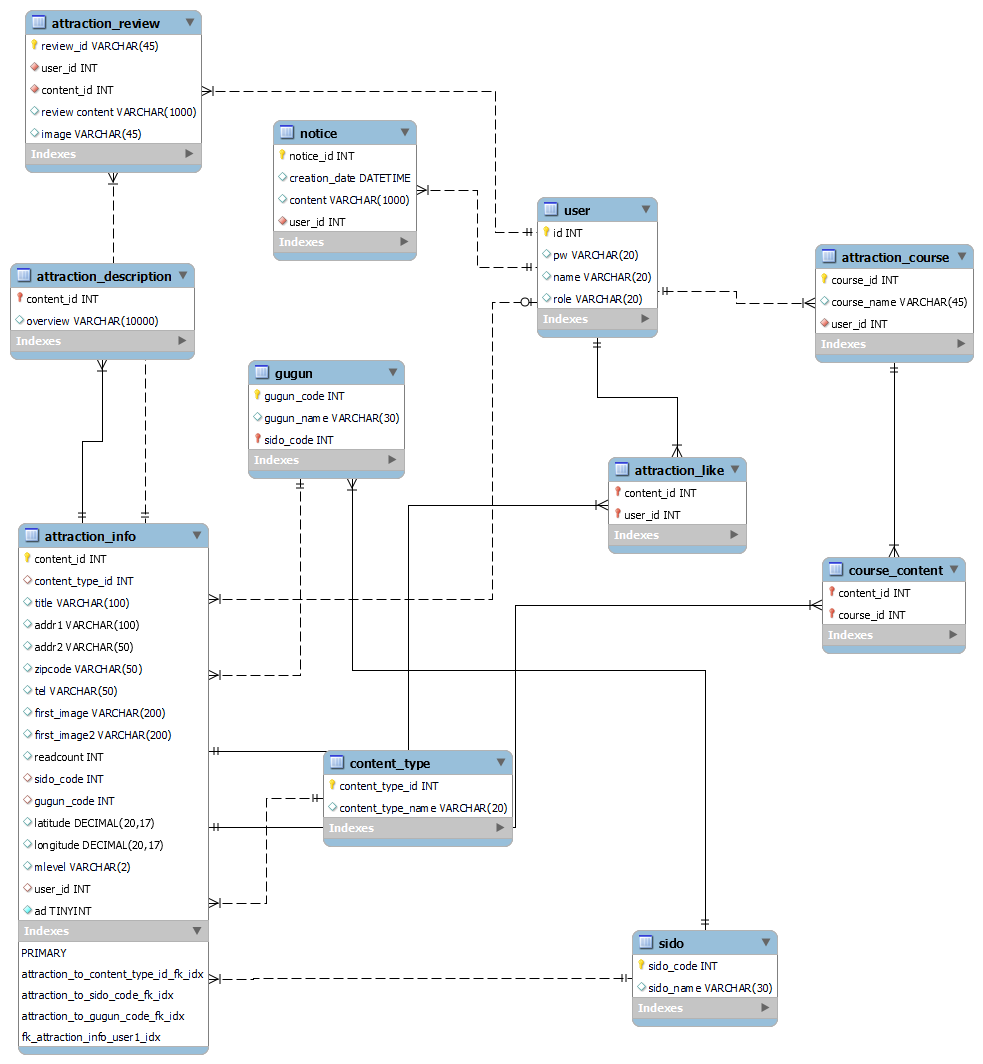 attraction_review
review_id VARCHAR(45)
user_id INT
content_id INT
review content VARCHAR(1000)
image VARCHAR(45)
Indexes
notice
notice_id INT
creation_date DATETIME
content VARCHAR(1000)
user_id INT
Indexes
user
id INT
pw VARCHAR(20)
name VARCHAR(20)
role VARCHAR(20)
Indexes
attraction_course
course_id INT
course_name VARCHAR(45)
user_id INT
Indexes
attraction_description
content_id INT
overview VARCHAR(10000)
Indexes
gugun
gugun_code INT
gugun_name VARCHAR(30)
sido_code INT
Indexes
attraction_like
content_id INT
user_id INT
Indexes
course_content
content_id INT
course_id INT
Indexes
attraction_info
content_id INT
content_type_id INT
title VARCHAR(100)
addr1 VARCHAR(100)
addr2 VARCHAR(50)
zipcode VARCHAR(50)
tel VARCHAR(50)
first_image VARCHAR(200)
first_image2 VARCHAR(200)
readcount INT
sido_code INT
gugun_code INT
latitude DECIMAL(20,17)
longitude DECIMAL(20,17)
mlevel VARCHAR(2)
user_id INT
ad TINYINT
Indexes
PRIMARY
attraction_to_content_type_id_fk_idx
attraction_to_sido_code_fk_idx
attraction_to_gugun_code_fk_idx
fk_attraction_info_user1_idx
content_type
content_type_id INT
content_type_name VARCHAR(20)
Indexes
sido
sido_code INT
sido_name VARCHAR(30)
Indexes